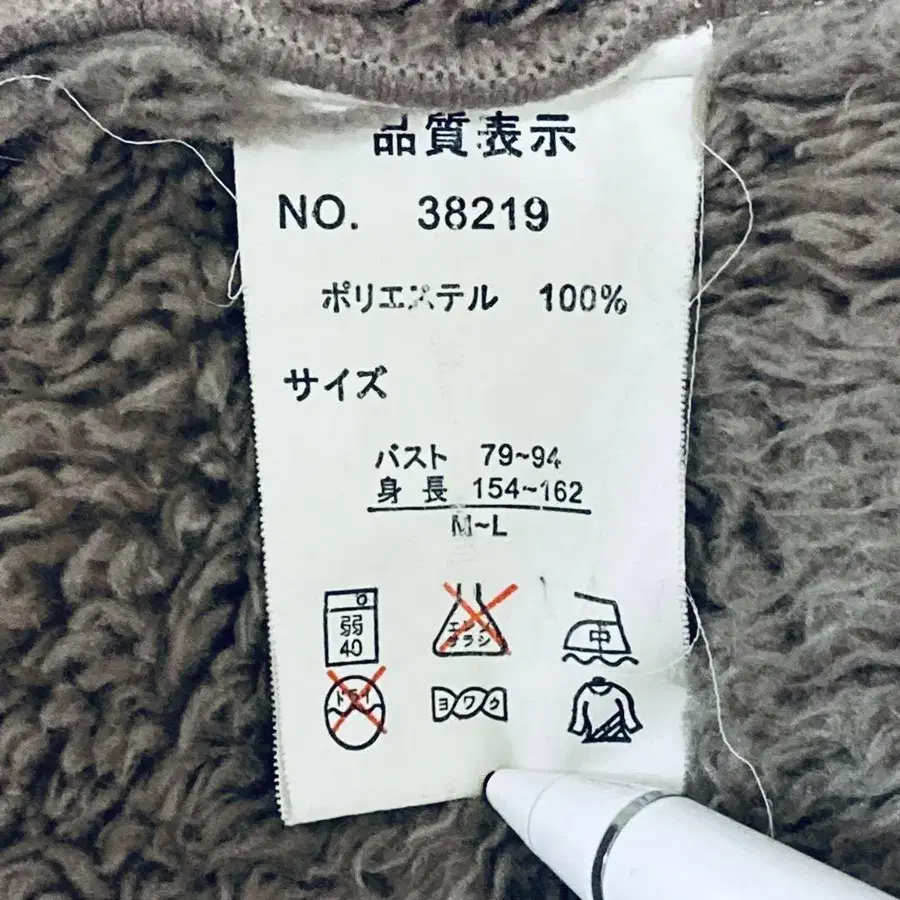 品質表示
NO. 38219
ポリエステル 100%
サイズ
バスト 79~94
身長 154~162
M~L
弱 40
エンソサラシ
中
ドライ
ヨワク